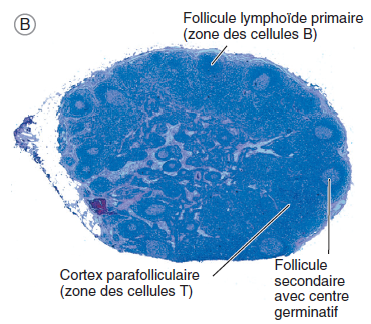 B
Follicule lymphoïde primaire
(zone des cellules B)
Cortex parafolliculaire
(zone des cellules T)
Follicule
secondaire
avec centre
germinatif